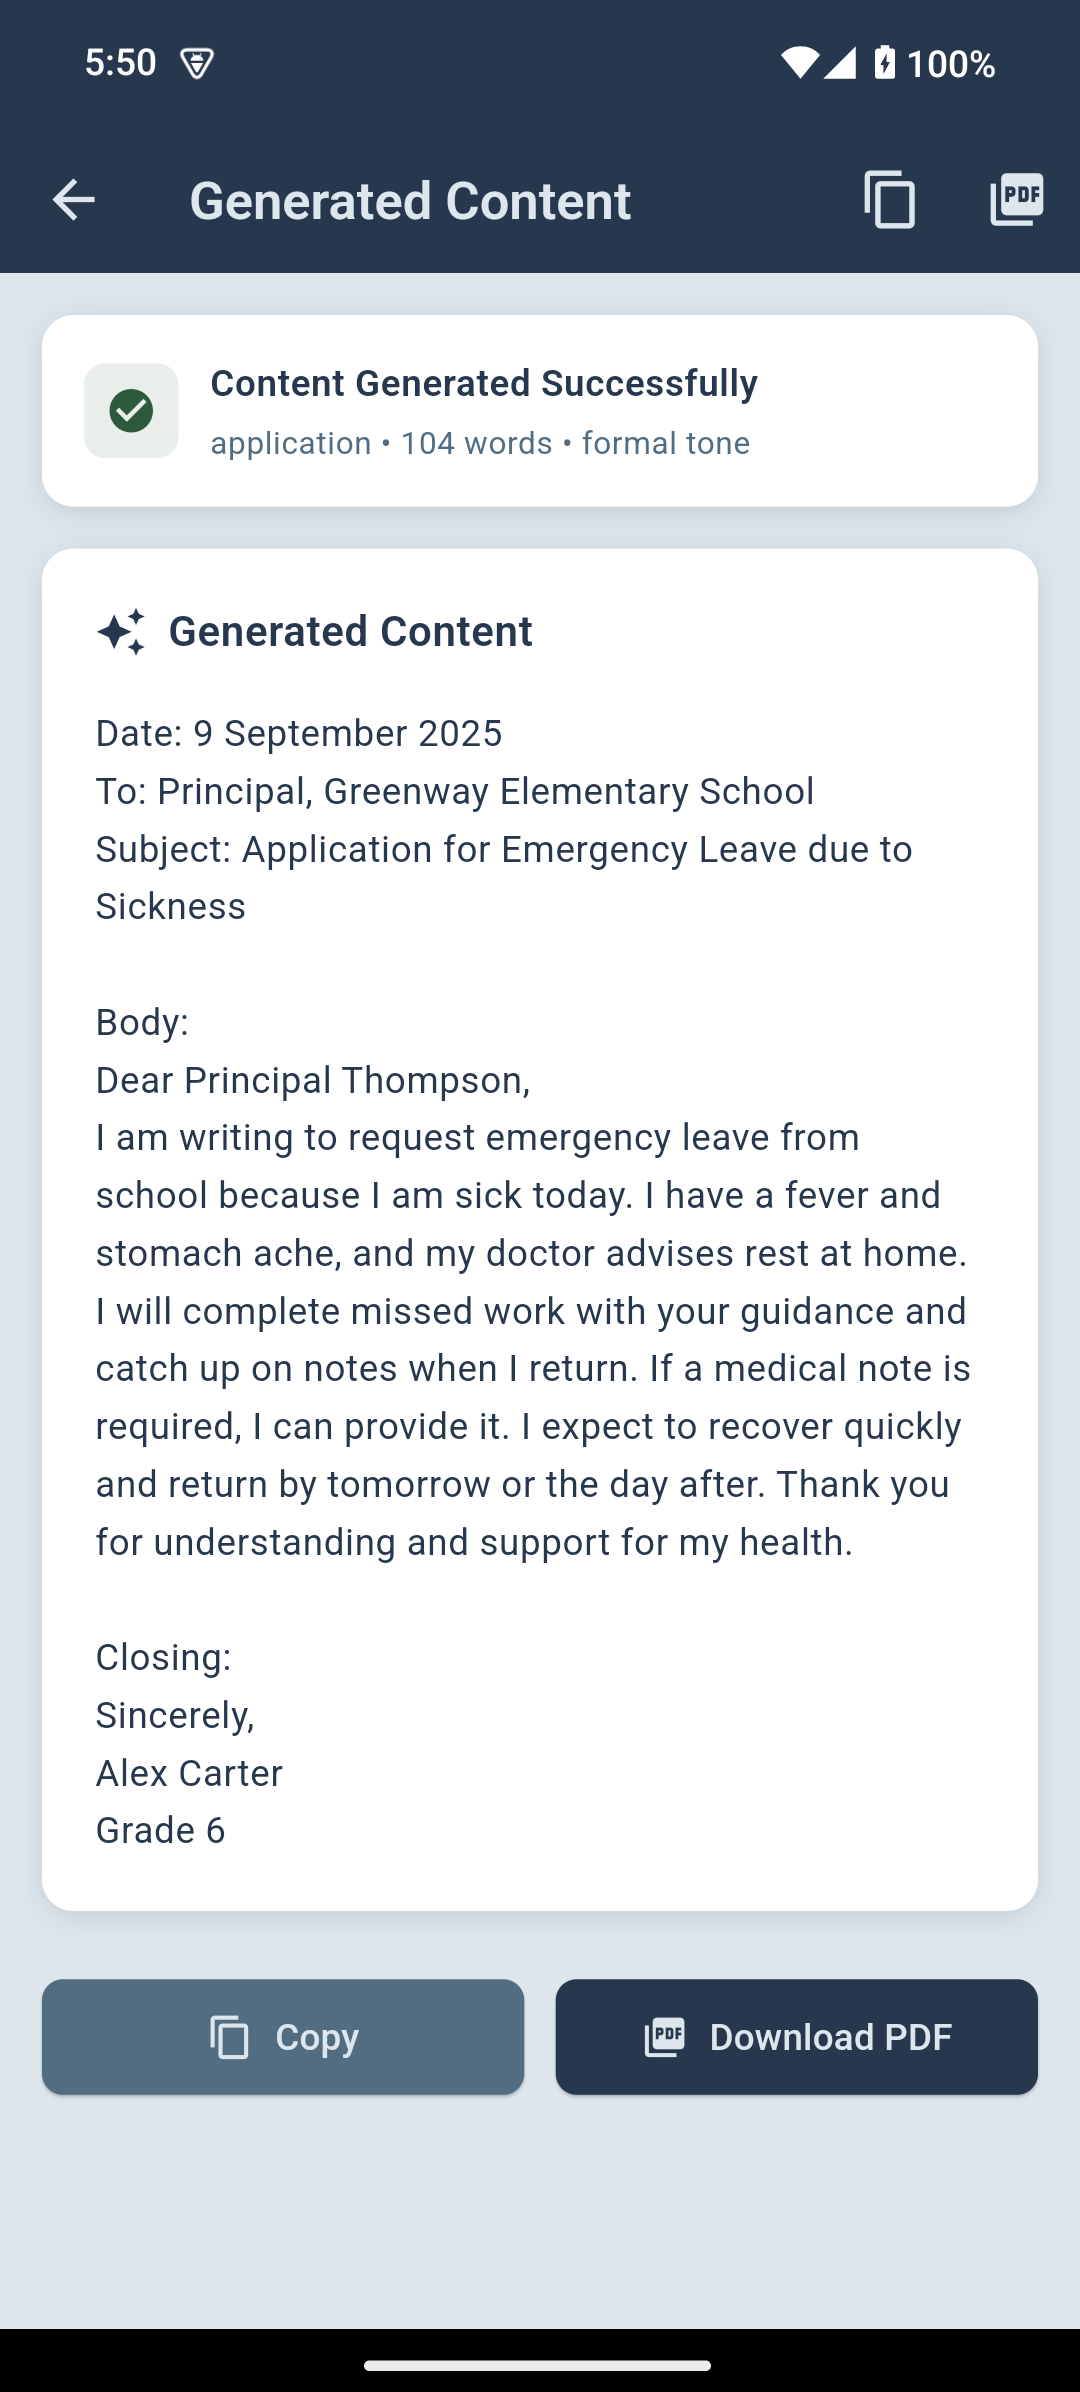 5:50
100%
Generated Content
PDF
Content Generated Successfully
application • 104 words • formal tone
Generated Content
Date: 9 September 2025
To: Principal, Greenway Elementary School
Subject: Application for Emergency Leave due to
Sickness
Body:
Dear Principal Thompson,
I am writing to request emergency leave from
school because I am sick today. I have a fever and
stomach ache, and my doctor advises rest at home.
I will complete missed work with your guidance and
catch up on notes when I return. If a medical note is
required, I can provide it. I expect to recover quickly
and return by tomorrow or the day after. Thank you
for understanding and support for my health.
Closing:
Sincerely,
Alex Carter
Grade 6
Copy
PDF Download PDF